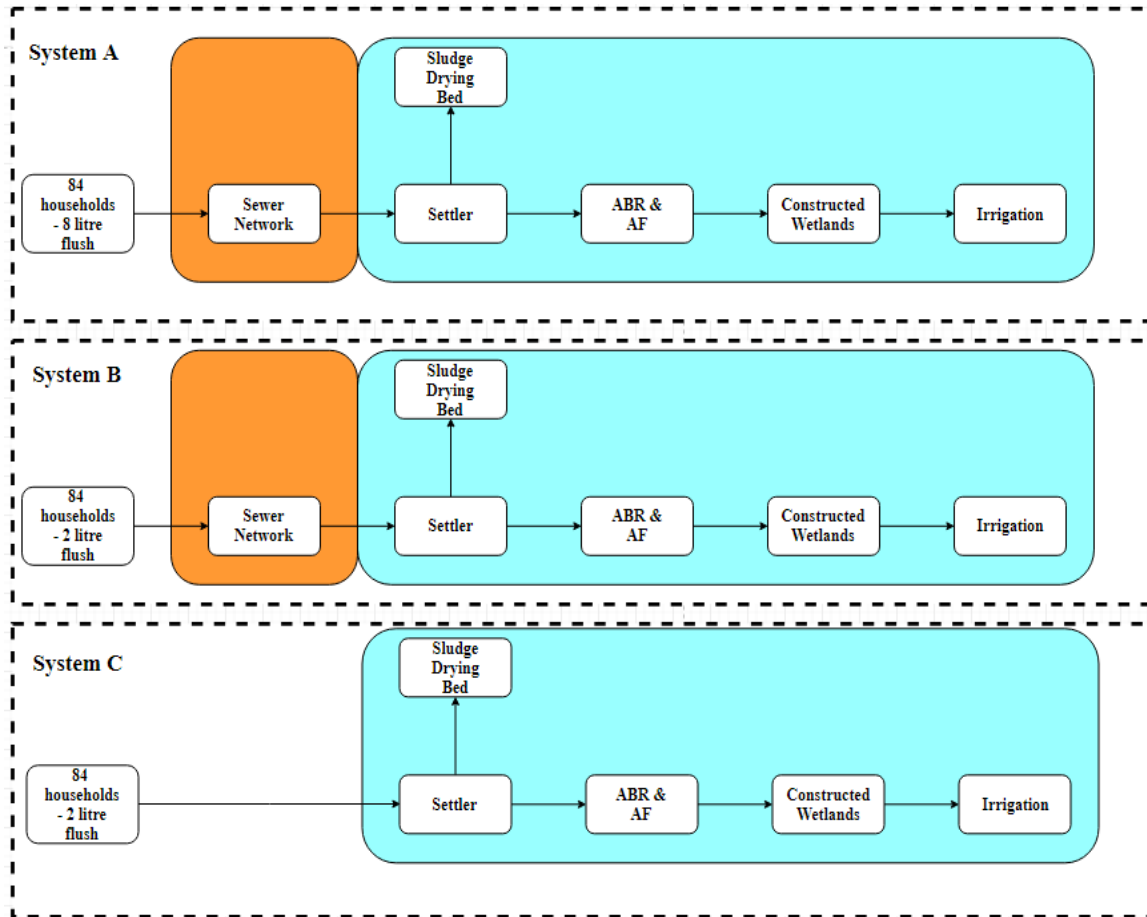 System A
Sludge
Drying
Bed
84
households
- 8 litre
flush
Sewer
Network
Settler
ABR &
AF
Constructed
Wetlands
Irrigation
System B
Sludge
Drying
Bed
84
households
- 2 litre
flush
Sewer
Network
Settler
ABR &
AF
Constructed
Wetlands
Irrigation
System C
Sludge
Drying
Bed
84
households
- 2 litre
flush
Settler
ABR &
AF
Constructed
Wetlands
Irrigation